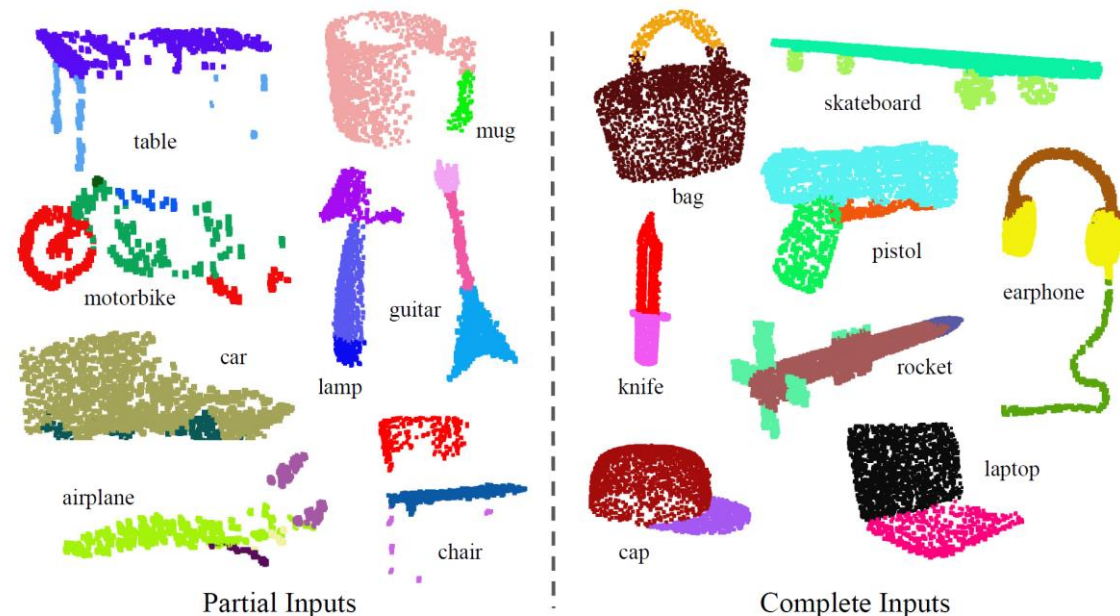 table
mug
motorbike
guitar
car
lamp
airplane
chair
Partial Inputs
skateboard
bag
pistol
earphone
knife
rocket
cap
laptop
Complete Inputs